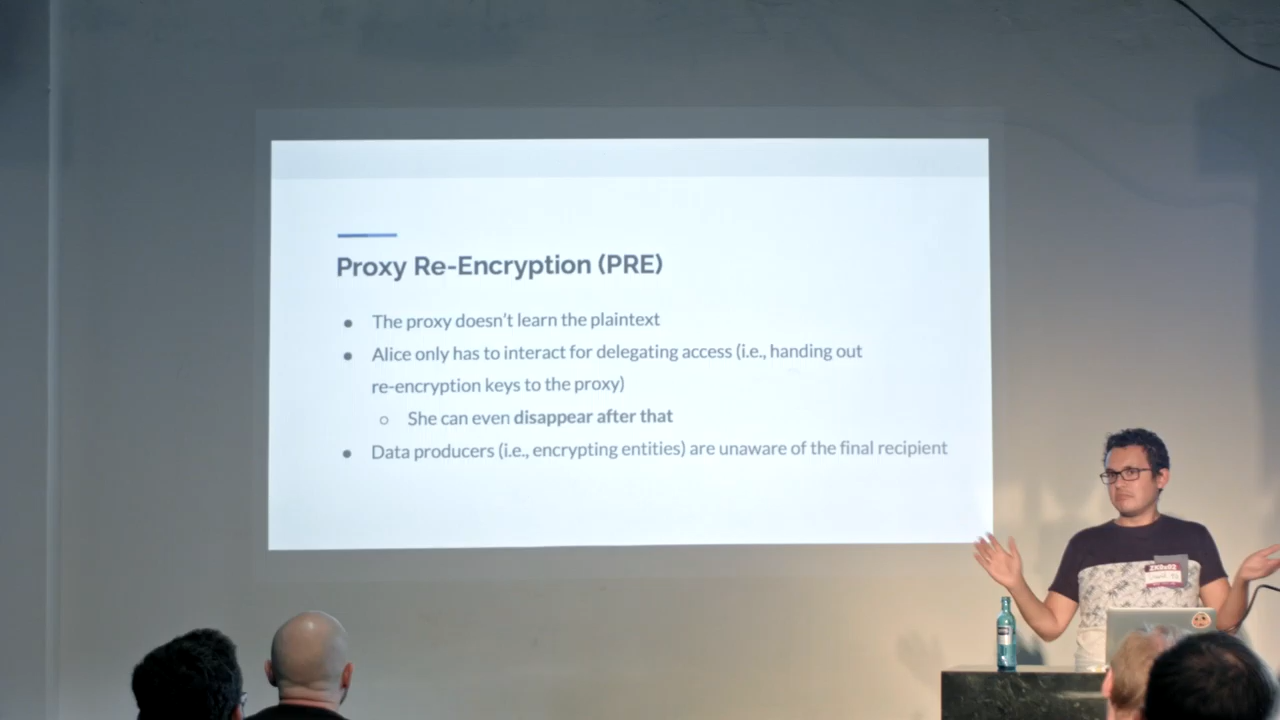 Proxy Re-Encryption (PRE)
● The proxy doesn't learn the plaintext
● Alice only has to interact for delegating access (i.e., handing out
re-encryption keys to the proxy)
○ She can even disappear after that
● Data producers (i.e., encrypting entities) are unaware of the final recipient
ZK0x02